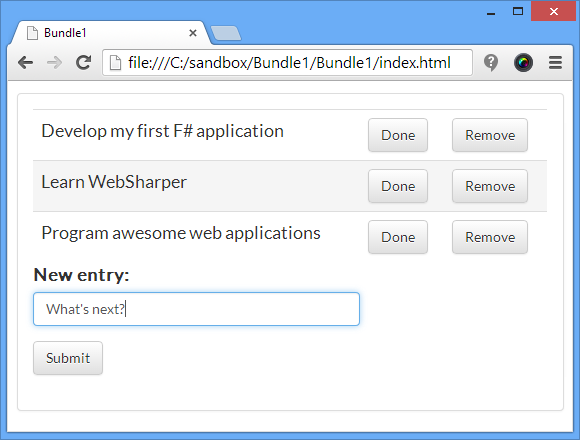 Bundle1
file:///C:/sandbox/Bundle1/Bundle1/index.html
Develop my first F# application Done Remove
Learn WebSharper Done Remove
Program awesome web applications Done Remove
New entry:
What's next?
Submit